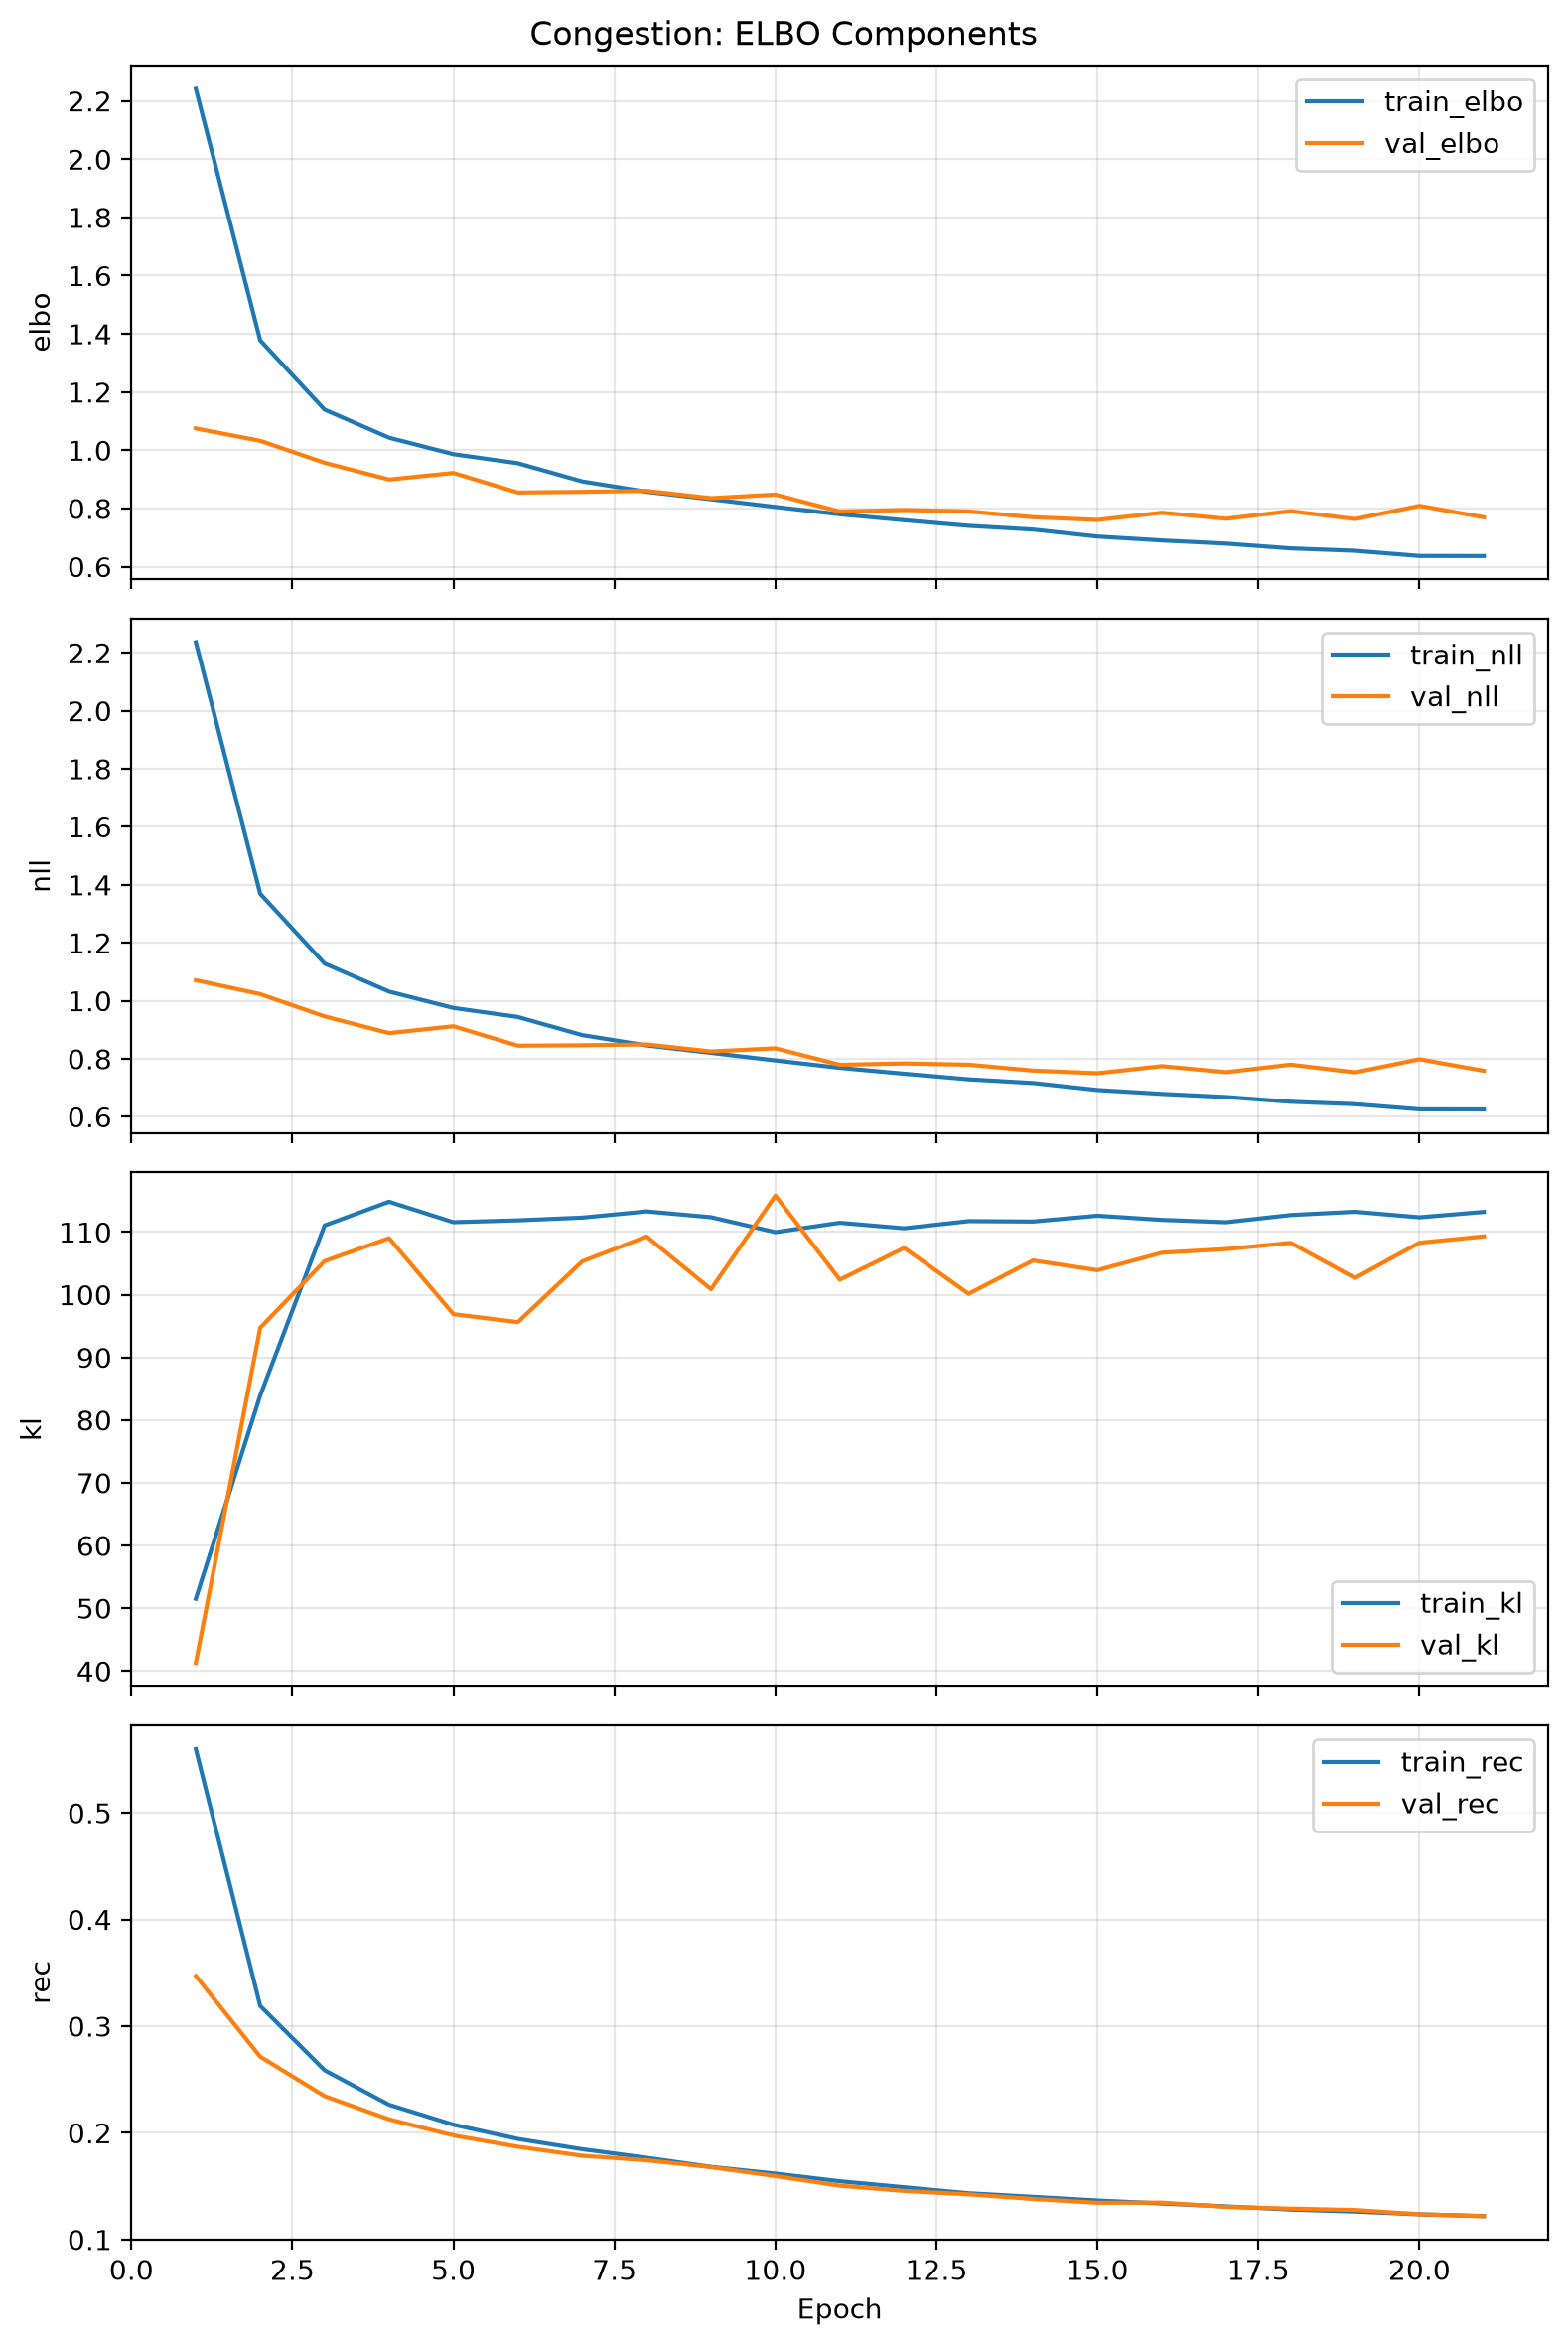 Congestion: ELBO Components
2.2
2.0
1.8
1.6
1.4
1.2
1.0
0.8
0.6
elbo
train_elbo
val_elbo
2.2
2.0
1.8
1.6
1.4
1.2
1.0
0.8
0.6
nll
train_nll
val_nll
110
100
90
80
70
60
50
40
kl
train_kl
val_kl
0.5
0.4
0.3
0.2
0.1
rec
train_rec
val_rec
0.0 2.5 5.0 7.5 10.0 12.5 15.0 17.5 20.0
Epoch